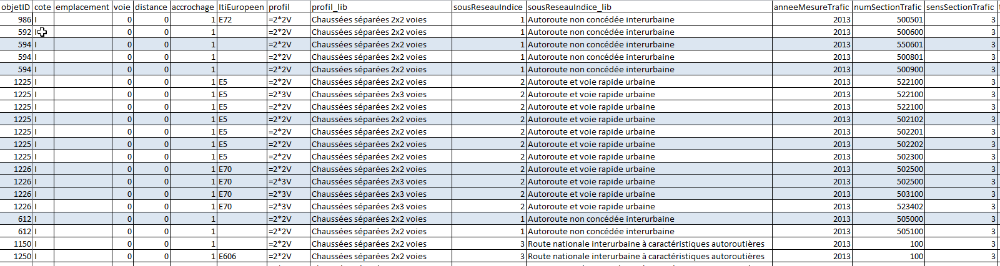 objetID cote emplacement voie distance accrochage ItiEuropeen profil profil_lib sousReseauIndice sousReseauIndice_lib anneeMesureTrafic numSectionTrafic sensSectionTrafic
986 I 0 0 1 E72 =2*2V Chaussées séparées 2x2 voies 1 Autoroute non concédée interurbaine 2013 500501 3
592 I 0 0 1 =2*2V Chaussées séparées 2x2 voies 1 Autoroute non concédée interurbaine 2013 500600 3
594 I 0 0 1 =2*2V Chaussées séparées 2x2 voies 1 Autoroute non concédée interurbaine 2013 550601 3
594 I 0 0 1 =2*2V Chaussées séparées 2x2 voies 1 Autoroute non concédée interurbaine 2013 500801 3
594 I 0 0 1 =2*2V Chaussées séparées 2x2 voies 1 Autoroute non concédée interurbaine 2013 500900 3
1225 I 0 0 1 E5 =2*2V Chaussées séparées 2x2 voies 2 Autoroute et voie rapide urbaine 2013 522100 3
1225 I 0 0 1 E5 =2*3V Chaussées séparées 2x3 voies 2 Autoroute et voie rapide urbaine 2013 522100 3
1225 I 0 0 1 E5 =2*2V Chaussées séparées 2x2 voies 2 Autoroute et voie rapide urbaine 2013 522100 3
1225 I 0 0 1 E5 =2*2V Chaussées séparées 2x2 voies 2 Autoroute et voie rapide urbaine 2013 502102 3
1225 I 0 0 1 E5 =2*2V Chaussées séparées 2x2 voies 2 Autoroute et voie rapide urbaine 2013 502201 3
1225 I 0 0 1 E5 =2*2V Chaussées séparées 2x2 voies 2 Autoroute et voie rapide urbaine 2013 502202 3
1225 I 0 0 1 E5 =2*2V Chaussées séparées 2x2 voies 2 Autoroute et voie rapide urbaine 2013 502300 3
1226 I 0 0 1 E70 =2*2V Chaussées séparées 2x2 voies 2 Autoroute et voie rapide urbaine 2013 502500 3
1226 I 0 0 1 E70 =2*3V Chaussées séparées 2x3 voies 2 Autoroute et voie rapide urbaine 2013 502500 3
1226 I 0 0 1 E70 =2*3V Chaussées séparées 2x3 voies 2 Autoroute et voie rapide urbaine 2013 503100 3
1226 I 0 0 1 E70 =2*3V Chaussées séparées 2x3 voies 2 Autoroute et voie rapide urbaine 2013 523402 3
612 I 0 0 1 =2*2V Chaussées séparées 2x2 voies 1 Autoroute non concédée interurbaine 2013 505000 3
612 I 0 0 1 =2*2V Chaussées séparées 2x2 voies 1 Autoroute non concédée interurbaine 2013 505100 3
1150 I 0 0 1 =2*2V Chaussées séparées 2x2 voies 3 Route nationale interurbaine à caractéristiques autoroutières 2013 100 3
1250 I 0 0 1 E606 =2*2V Chaussées séparées 2x2 voies 3 Route nationale interurbaine à caractéristiques autoroutières 2013 100 3